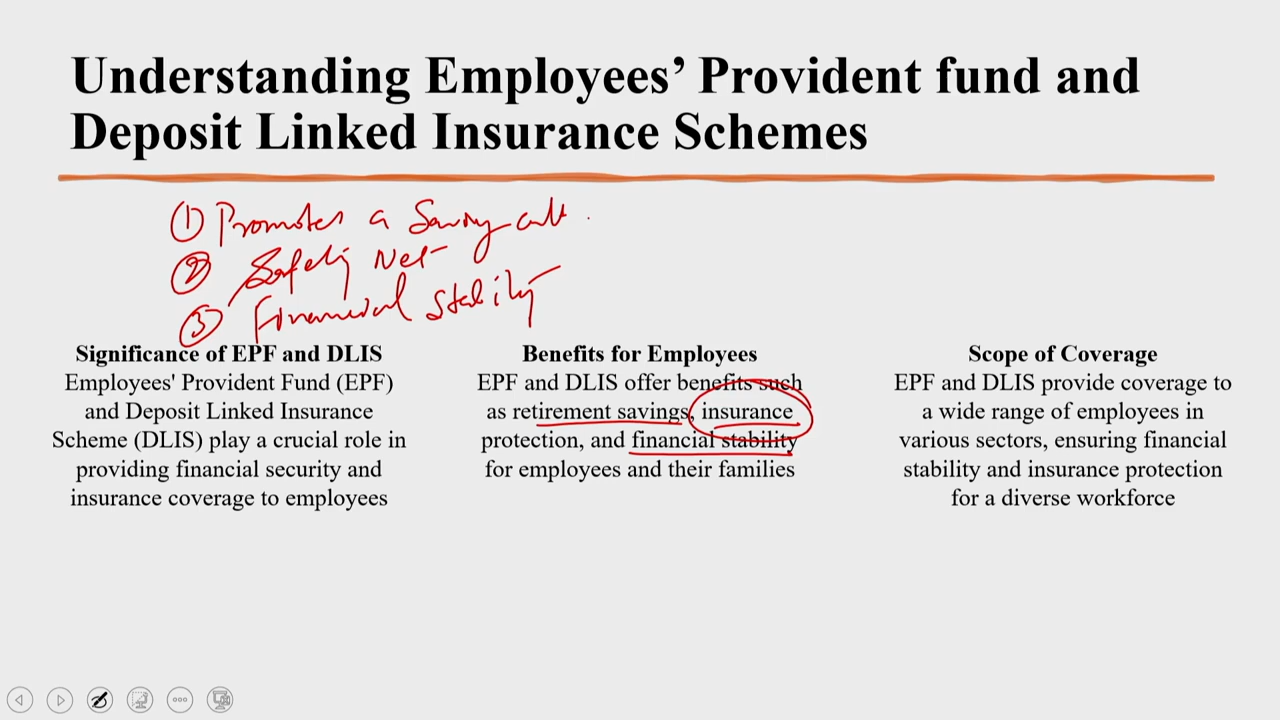 Understanding Employees’ Provident fund and
Deposit Linked Insurance Schemes
① Promotes a Saving cult
② Safety Net
③ Financial Stability
Significance of EPF and DLIS
Employees' Provident Fund (EPF)
and Deposit Linked Insurance
Scheme (DLIS) play a crucial role in
providing financial security and
insurance coverage to employees
Benefits for Employees
EPF and DLIS offer benefits such
as retirement savings, insurance
protection, and financial stability
for employees and their families
Scope of Coverage
EPF and DLIS provide coverage to
a wide range of employees in
various sectors, ensuring financial
stability and insurance protection
for a diverse workforce